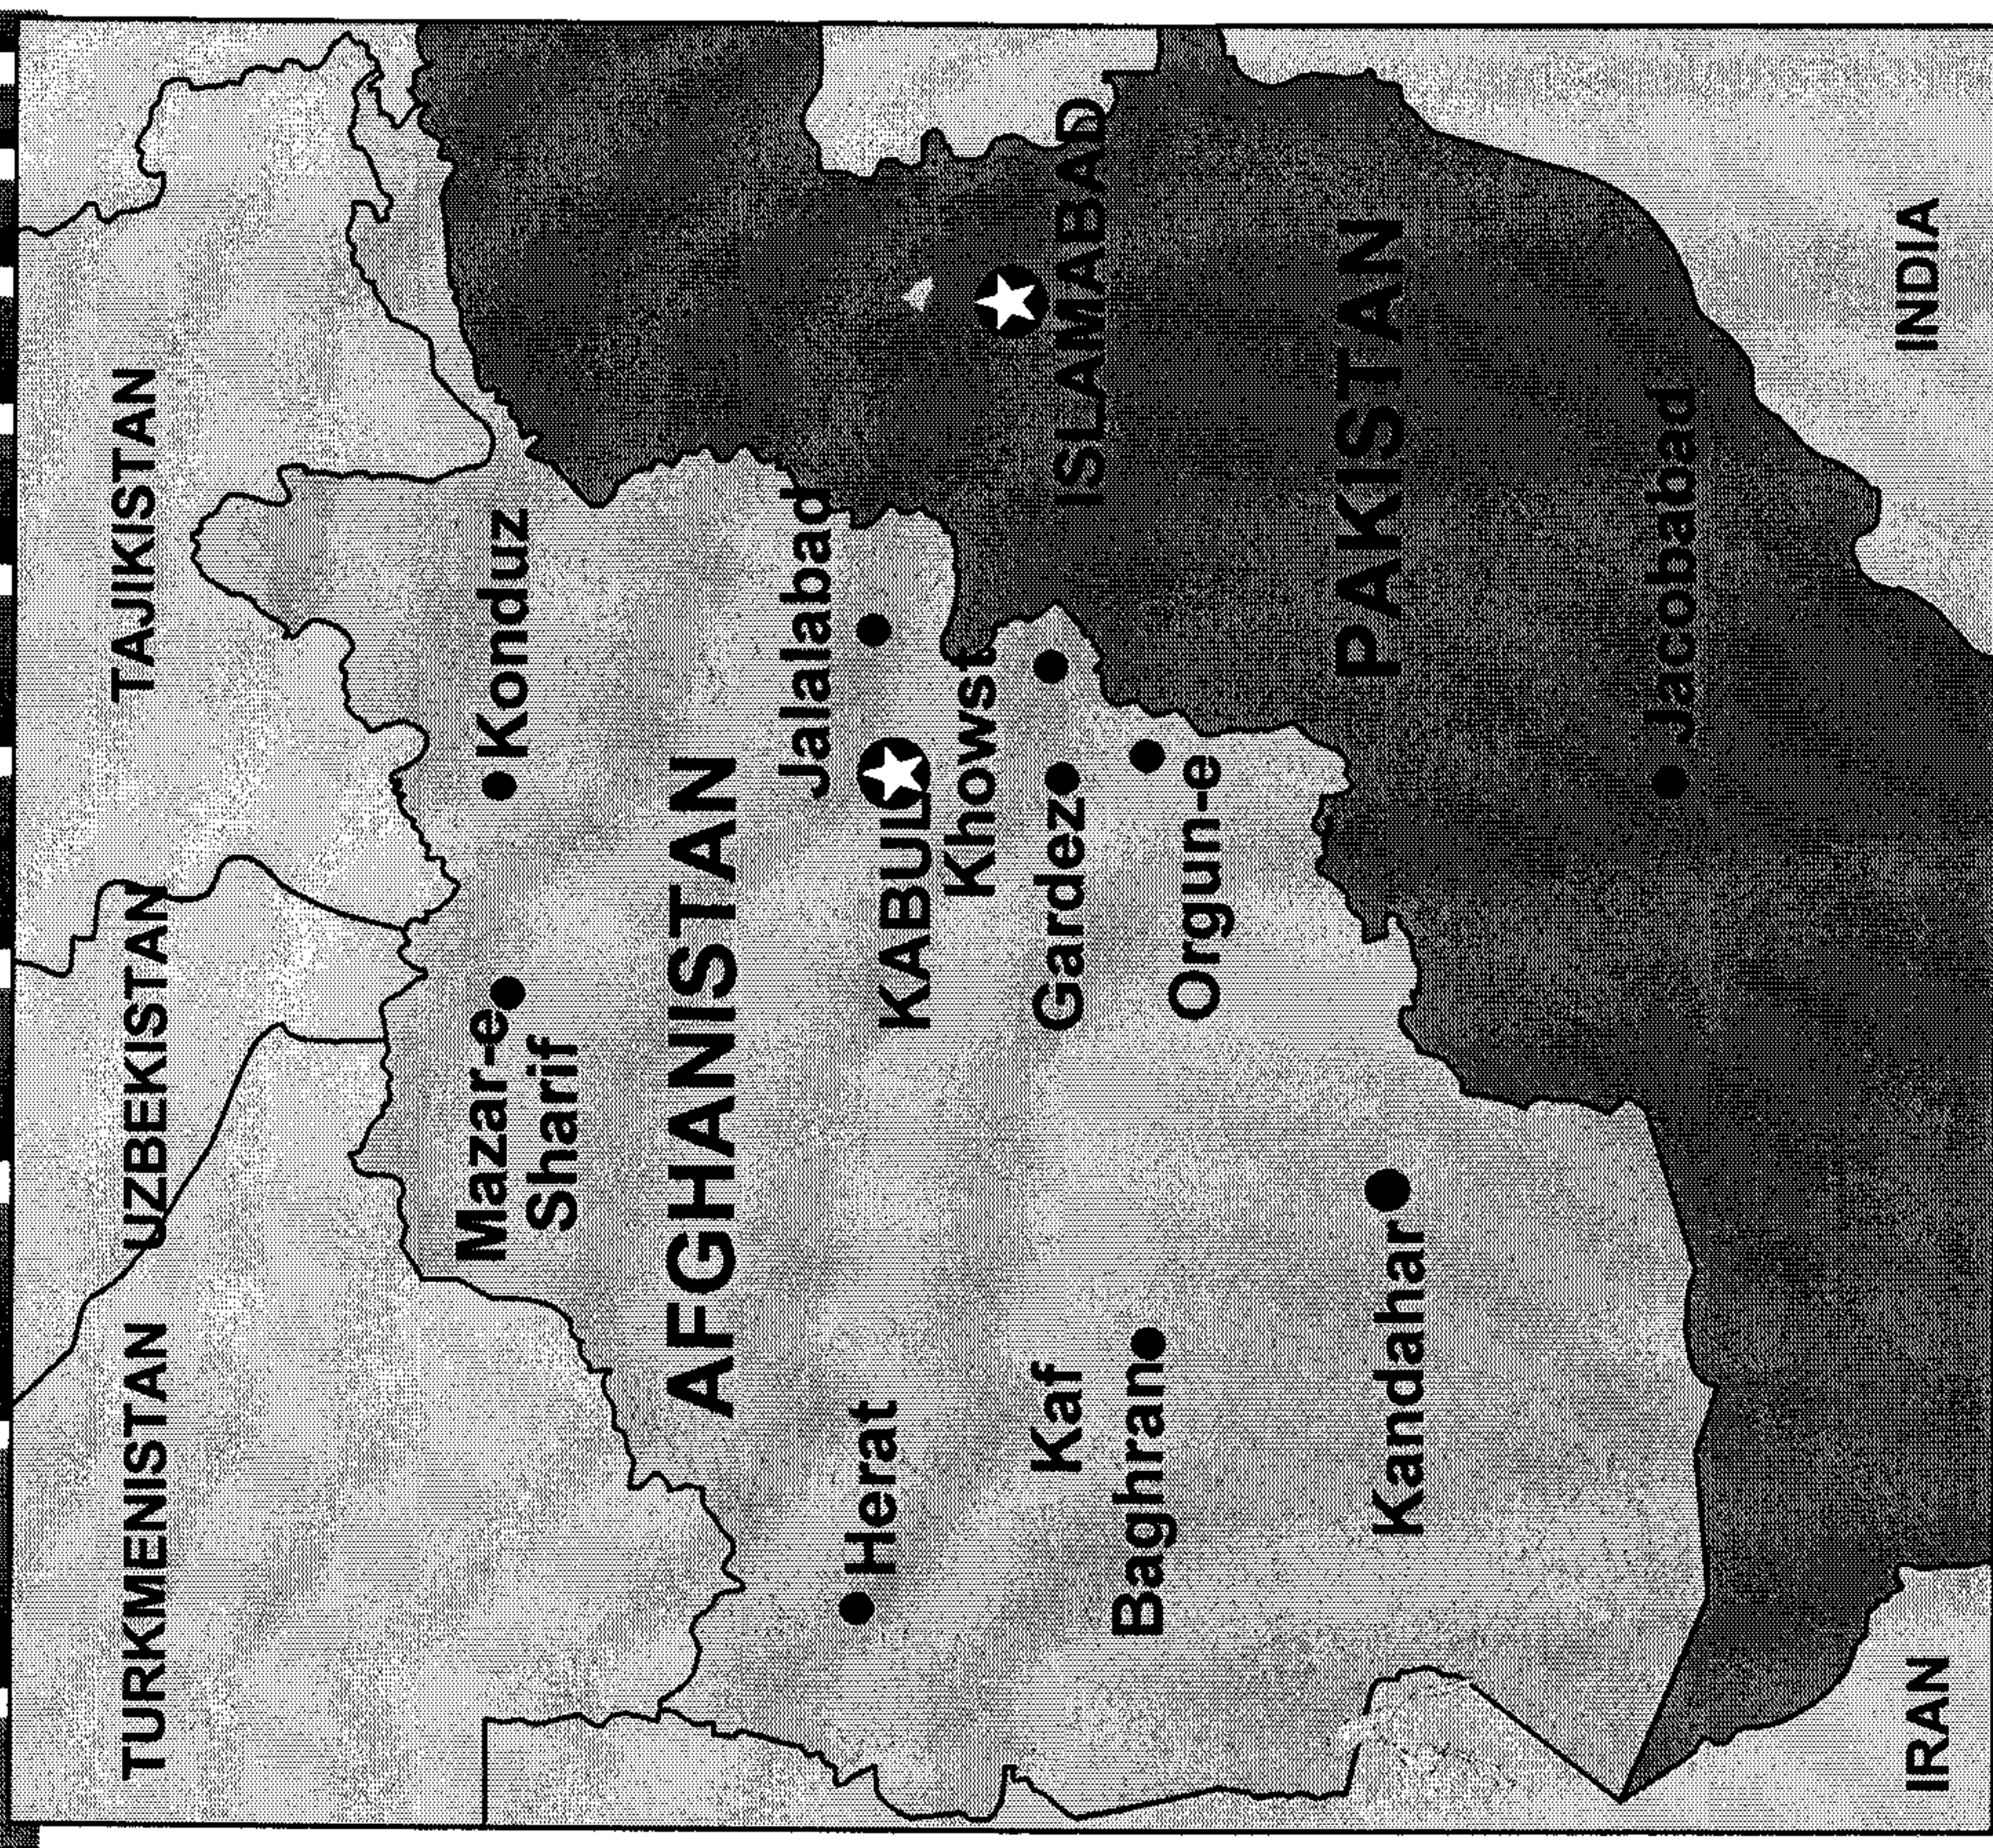 TURKMENISTAN
UZBEKISTAN
TAJIKISTAN
Mazar-e
Sharif
Konduz
AFGHANISTAN
Jalalabad
Herat
KABUL
Khowst
Kaf
Gardez
ISLAMABAD
Baghran
Orgun-e
Kandahar
PAKISTAN
Jacobabad
IRAN
INDIA